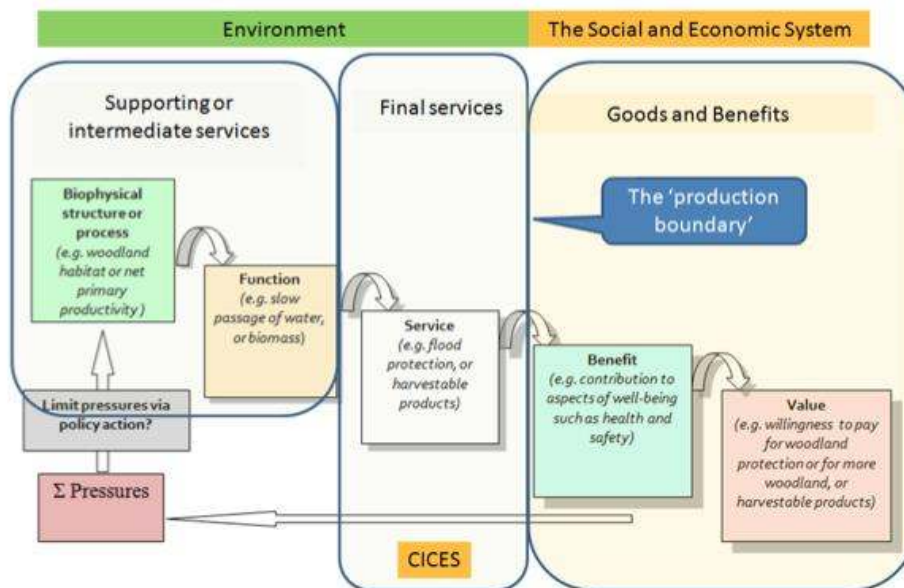 Environment
The Social and Economic System
Supporting or
intermediate services
Final services
Goods and Benefits
The ‘production
boundary’
Biophysical
structure or
process
(e.g. woodland
habitat or net
primary
productivity )
Function
(e.g. slow
passage of water,
or biomass)
Service
(e.g. flood
protection, or
harvestable
products)
Benefit
(e.g. contribution to
aspects of well-being
such as health and
safety)
Value
(e.g. willingness to pay
for woodland
protection or for more
woodland, or
harvestable products)
Limit pressures via
policy action?
Σ Pressures
CICES